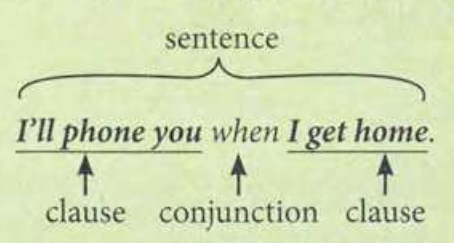 sentence
I'll phone you when I get home.
clause conjunction clause